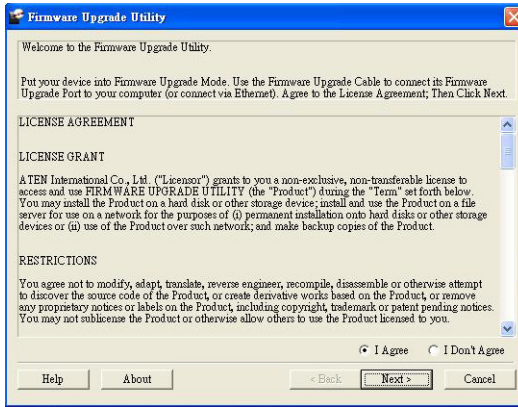 Firmware Upgrade Utility
Welcome to the Firmware Upgrade Utility.
Put your device into Firmware Upgrade Mode. Use the Firmware Upgrade Cable to connect its Firmware
Upgrade Port to your computer (or connect via Ethernet). Agree to the License Agreement; Then Click Next.
LICENSE AGREEMENT
LICENSE GRANT
ATEN International Co., Ltd. ("Licensor") grants to you a non-exclusive, non-transferable license to
access and use FIRMWARE UPGRADE UTILITY (the "Product") during the "Term" set forth below.
You may install the Product on a hard disk or other storage device; install and use the Product on a file
server for use on a network for the purposes of (i) permanent installation onto hard disks or other storage
devices or (ii) use of the Product over such network; and make backup copies of the Product.
RESTRICTIONS
You agree not to modify, adapt, translate, reverse engineer, recompile, disassemble or otherwise attempt
to discover the source code of the Product, or create derivative works based on the Product, or remove
any proprietary notices or labels on the Product, including copyright, trademark or patent pending notices.
You may not sublicense the Product or otherwise allow others to use the Product licensed to you.
I Agree I Don't Agree
Help About < Back Next > Cancel